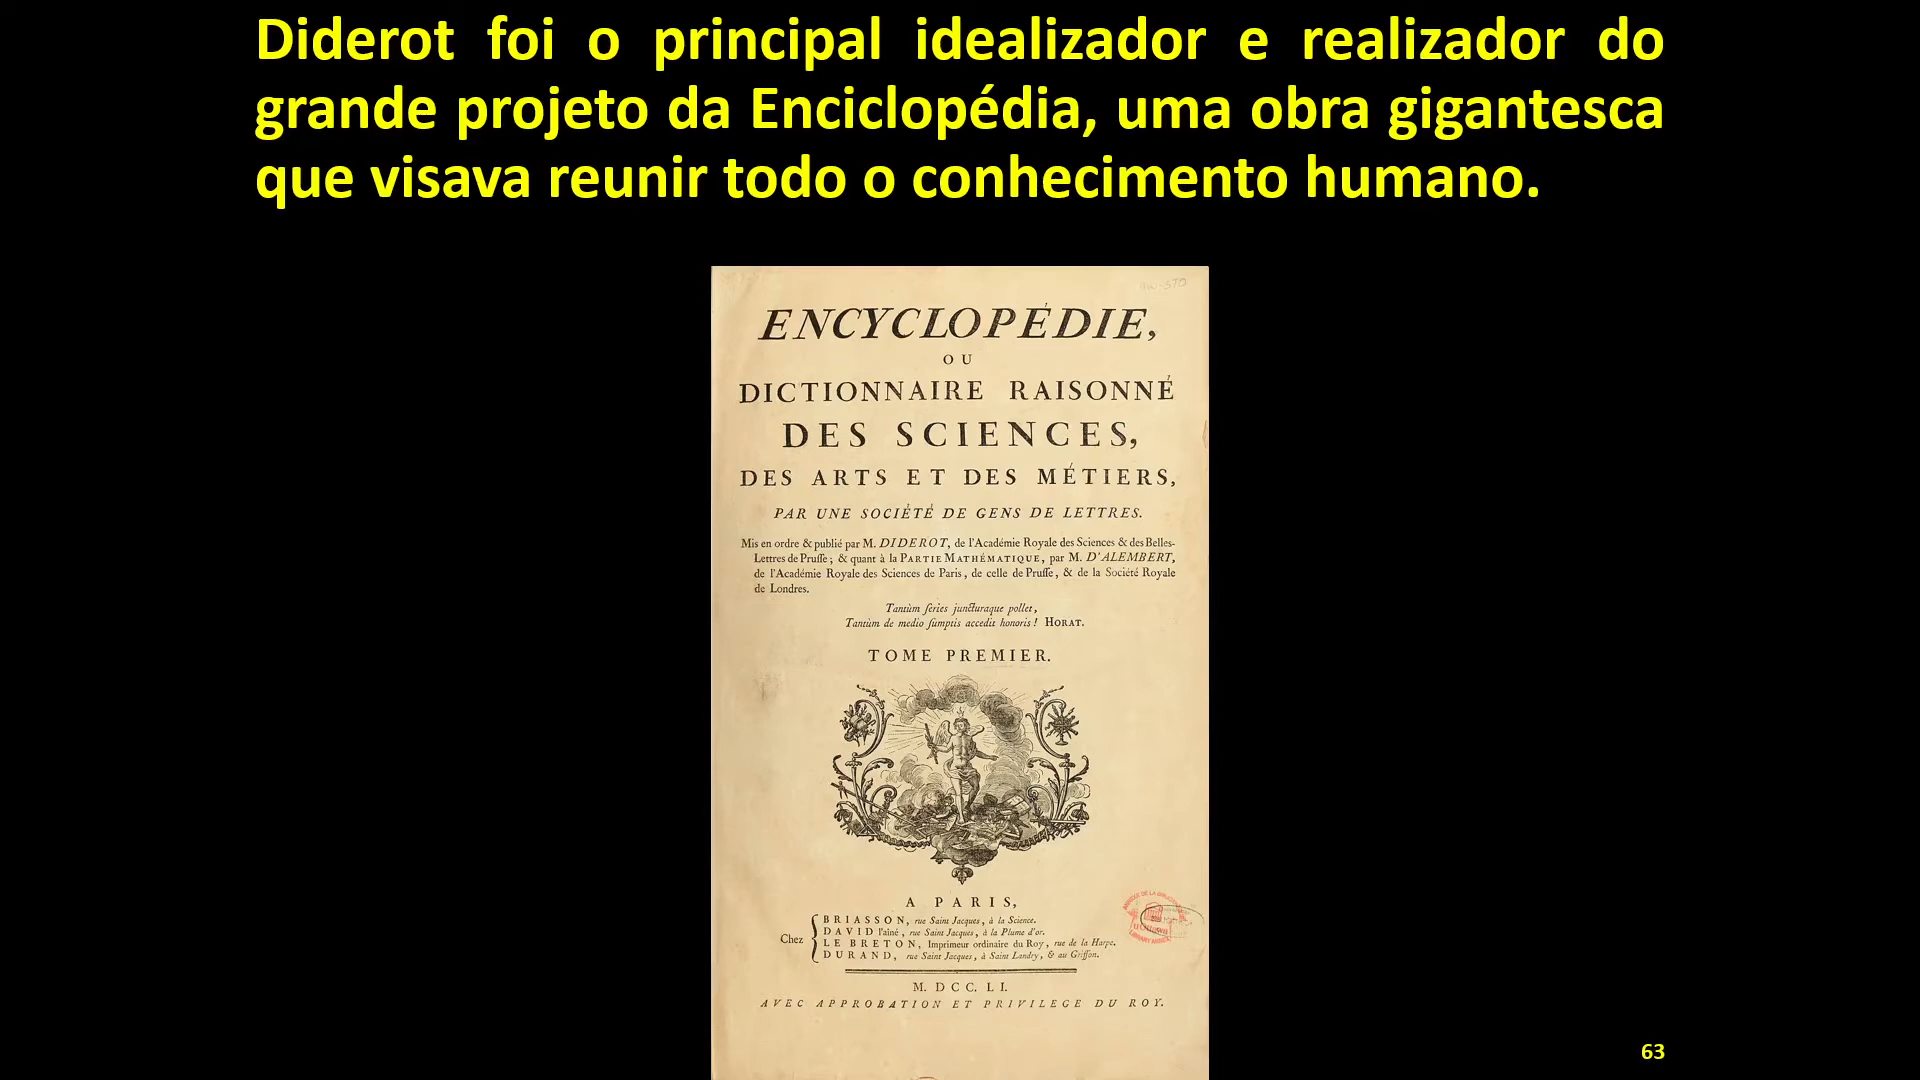 Diderot foi o principal idealizador e realizador do
grande projeto da Enciclopédia, uma obra gigantesca
que visava reunir todo o conhecimento humano.
ENCYCLOPÉDIE,
OU
DICTIONNAIRE RAISONNÉ
DES SCIENCES,
DES ARTS ET DES MÉTIERS,
PAR UNE SOCIÉTÉ DE GENS DE LETTRES.
Mis en ordre & publié par M. DIDEROT, de l'Académie Royale des Sciences & des Belles-
Lettres de Pruſſe ; & quant à la PARTIE MATHÉMATIQUE, par M. D'ALEMBERT,
de l'Académie Royale des Sciences de Paris, de celle de Pruſſe, & de la Société Royale
de Londres.
Tantùm ſeries juncturaque pollet,
Tantùm de medio ſumptis accedit honoris ! HORAT.
TOME PREMIER.
A PARIS,
Chez
BRIASSON, rue Saint Jacques, à la Science.
DAVID l'aîné, rue Saint Jacques, à la Plume d'or.
LE BRETON, Imprimeur ordinaire du Roy, rue de la Harpe.
DURAND, rue Saint Jacques, à Saint Landry, & au Griffon.
M. DCC. LI.
AVEC APPROBATION ET PRIVILEGE DU ROY.
63